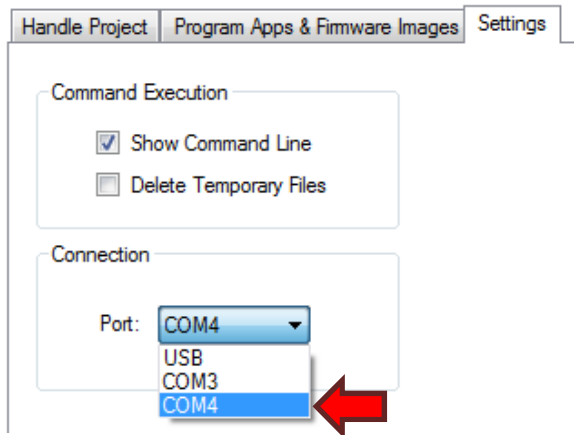 Handle Project Program Apps & Firmware Images Settings
Command Execution
Show Command Line
Delete Temporary Files
Connection
Port: COM4
USB
COM3
COM4